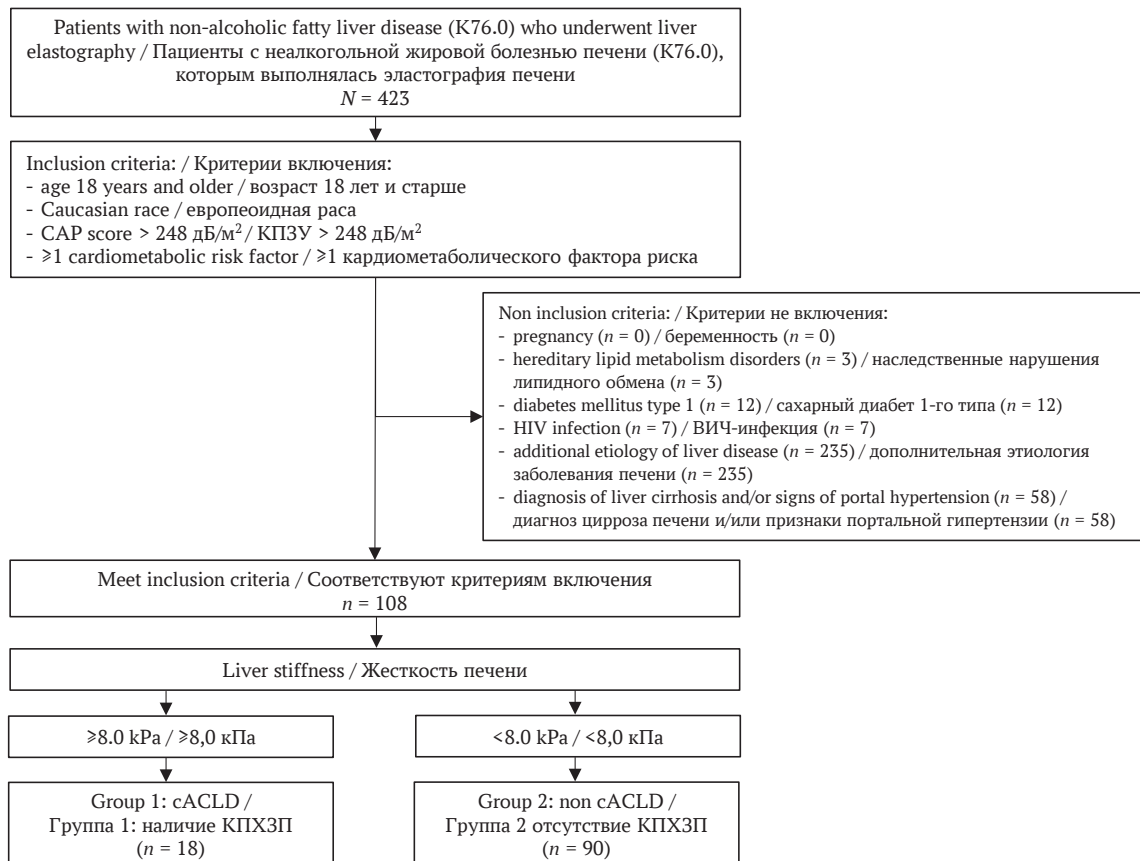 Patients with non-alcoholic fatty liver disease (K76.0) who underwent liver
elastography / Пациенты с неалкогольной жировой болезнью печени (K76.0),
которым выполнялась эластография печени
N = 423
Inclusion criteria: / Критерии включения:
- age 18 years and older / возраст 18 лет и старше
- Caucasian race / европеоидная раса
- CAP score > 248 дБ/м² / КПЗУ > 248 дБ/м²
- ⩾1 cardiometabolic risk factor / ⩾1 кардиометаболического фактора риска
Non inclusion criteria: / Критерии не включения:
- pregnancy (n = 0) / беременность (n = 0)
- hereditary lipid metabolism disorders (n = 3) / наследственные нарушения
липидного обмена (n = 3)
- diabetes mellitus type 1 (n = 12) / сахарный диабет 1-го типа (n = 12)
- HIV infection (n = 7) / ВИЧ-инфекция (n = 7)
- additional etiology of liver disease (n = 235) / дополнительная этиология
заболевания печени (n = 235)
- diagnosis of liver cirrhosis and/or signs of portal hypertension (n = 58) /
диагноз цирроза печени и/или признаки портальной гипертензии (n = 58)
Meet inclusion criteria / Соответствуют критериям включения
n = 108
Liver stiffness / Жесткость печени
⩾8.0 kPa / ⩾8,0 кПа
<8.0 kPa / <8,0 кПа
Group 1: cACLD /
Группа 1: наличие КПХЗП
(n = 18)
Group 2: non cACLD /
Группа 2 отсутствие КПХЗП
(n = 90)